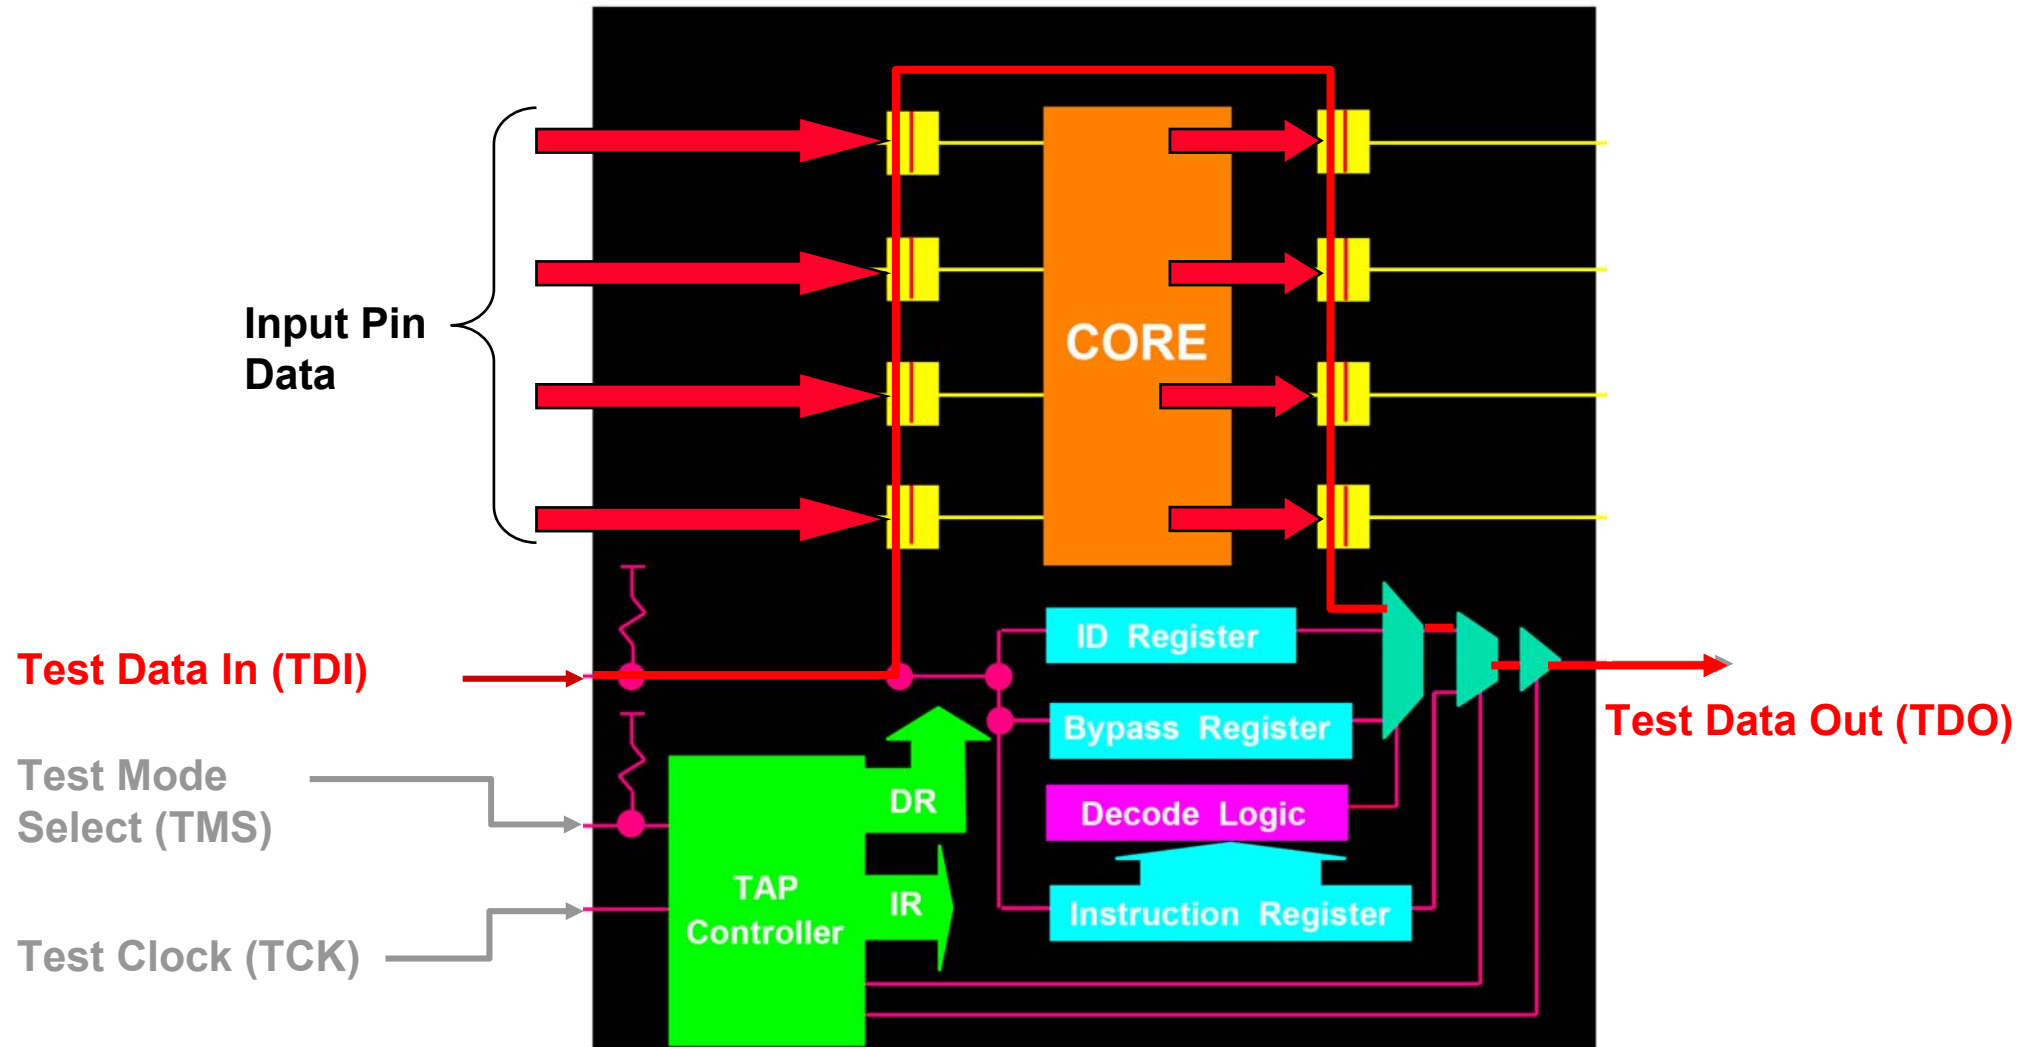 Input Pin
Data
CORE
ID Register
Test Data In (TDI)
Bypass Register
Test Data Out (TDO)
Test Mode
Select (TMS)
DR
Decode Logic
TAP
Controller
IR
Instruction Register
Test Clock (TCK)